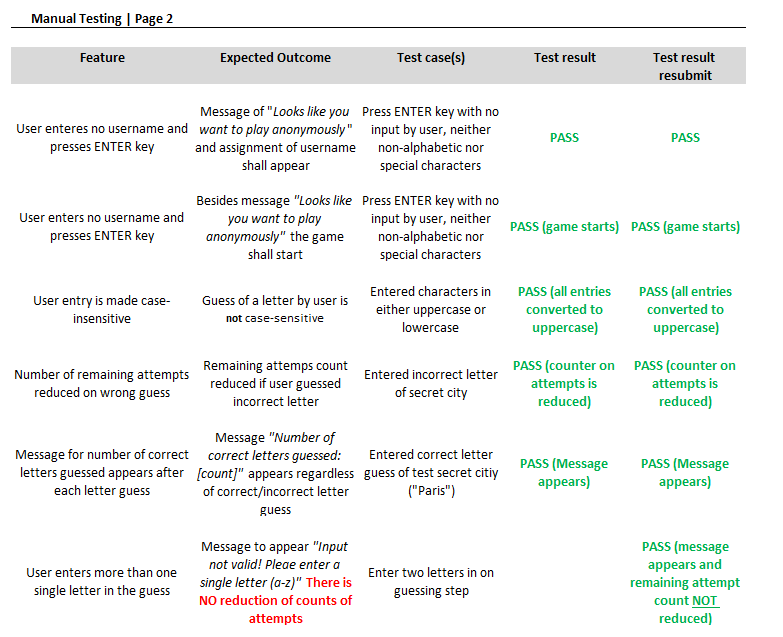 Manual Testing | Page 2
Feature
Expected Outcome
Test case(s)
Test result
Test result
resubmit
User enteres no username and
presses ENTER key
Message of "Looks like you
want to play anonymously"
and assignment of username
shall appear
Press ENTER key with no
input by user, neither
non-alphabetic nor
special characters
PASS
PASS
User enters no username and
presses ENTER key
Besides message "Looks like
you want to play
anonymously" the game
shall start
Press ENTER key with no
input by user, neither
non-alphabetic nor
special characters
PASS (game starts)
PASS (game starts)
User entry is made case-
insensitive
Guess of a letter by user is
not case-sensitive
Entered characters in
either uppercase or
lowercase
PASS (all entries
converted to
uppercase)
PASS (all entries
converted to
uppercase)
Number of remaining attempts
reduced on wrong guess
Remaining attemps count
reduced if user guessed
incorrect letter
Entered incorrect letter
of secret city
PASS (counter on
attempts is
reduced)
PASS (counter on
attempts is
reduced)
Message for number of correct
letters guessed appears after
each letter guess
Message "Number of
correct letters guessed:
[count]" appears regardless
of correct/incorrect letter
guess
Entered correct letter
guess of test secret citiy
("Paris")
PASS (Message
appears)
PASS (Message
appears)
User enters more than one
single letter in the guess
Message to appear "Input
not valid! Pleae enter a
single letter (a-z)" There is
NO reduction of counts of
attempts
Enter two letters in on
guessing step
PASS (message
appears and
remaining attempt
count NOT
reduced)